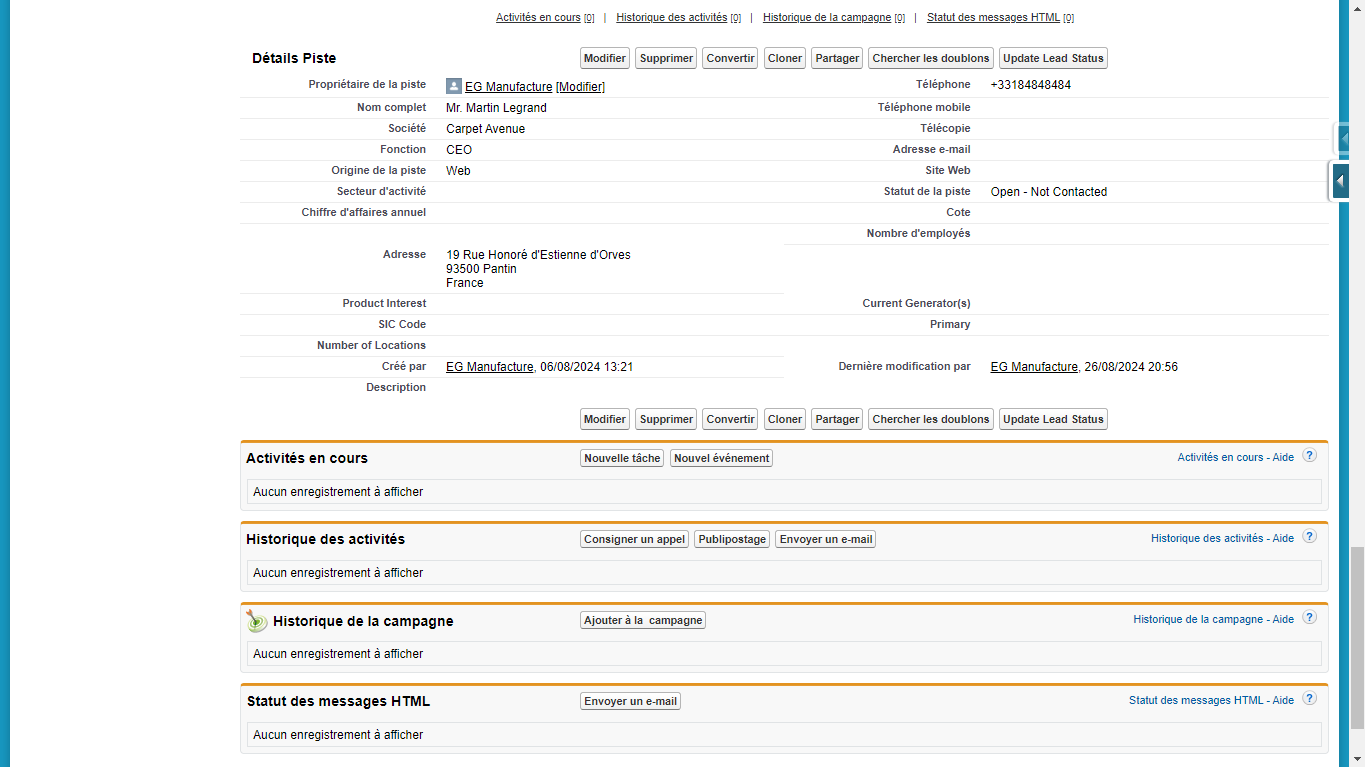 Activités en cours [0] | Historique des activités [0] | Historique de la campagne [0] | Statut des messages HTML [0]
Détails Piste Modifier Supprimer Convertir Cloner Partager Chercher les doublons Update Lead Status
Propriétaire de la piste EG Manufacture [Modifier] Téléphone +33184848484
Nom complet Mr. Martin Legrand Téléphone mobile
Société Carpet Avenue Télécopie
Fonction CEO Adresse e-mail
Origine de la piste Web Site Web
Secteur d'activité Statut de la piste Open - Not Contacted
Chiffre d'affaires annuel Cote
Nombre d'employés
Adresse 19 Rue Honoré d'Estienne d'Orves
93500 Pantin
France
Product Interest Current Generator(s)
SIC Code Primary
Number of Locations
Créé par EG Manufacture, 06/08/2024 13:21 Dernière modification par EG Manufacture, 26/08/2024 20:56
Description
Modifier Supprimer Convertir Cloner Partager Chercher les doublons Update Lead Status
Activités en cours Nouvelle tâche Nouvel événement Activités en cours - Aide ?
Aucun enregistrement à afficher
Historique des activités Consigner un appel Publipostage Envoyer un e-mail Historique des activités - Aide ?
Aucun enregistrement à afficher
Historique de la campagne Ajouter à la campagne Historique de la campagne - Aide ?
Aucun enregistrement à afficher
Statut des messages HTML Envoyer un e-mail Statut des messages HTML - Aide ?
Aucun enregistrement à afficher